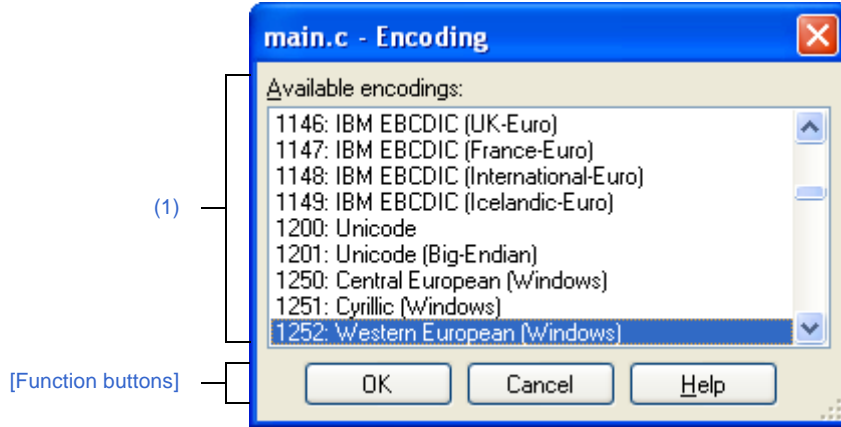 main.c - Encoding
Available encodings:
1146: IBM EBCDIC (UK-Euro)
1147: IBM EBCDIC (France-Euro)
1148: IBM EBCDIC (International-Euro)
1149: IBM EBCDIC (Icelandic-Euro)
(1)
1200: Unicode
1201: Unicode (Big-Endian)
1250: Central European (Windows)
1251: Cyrillic (Windows)
1252: Western European (Windows)
[Function buttons]
OK Cancel Help